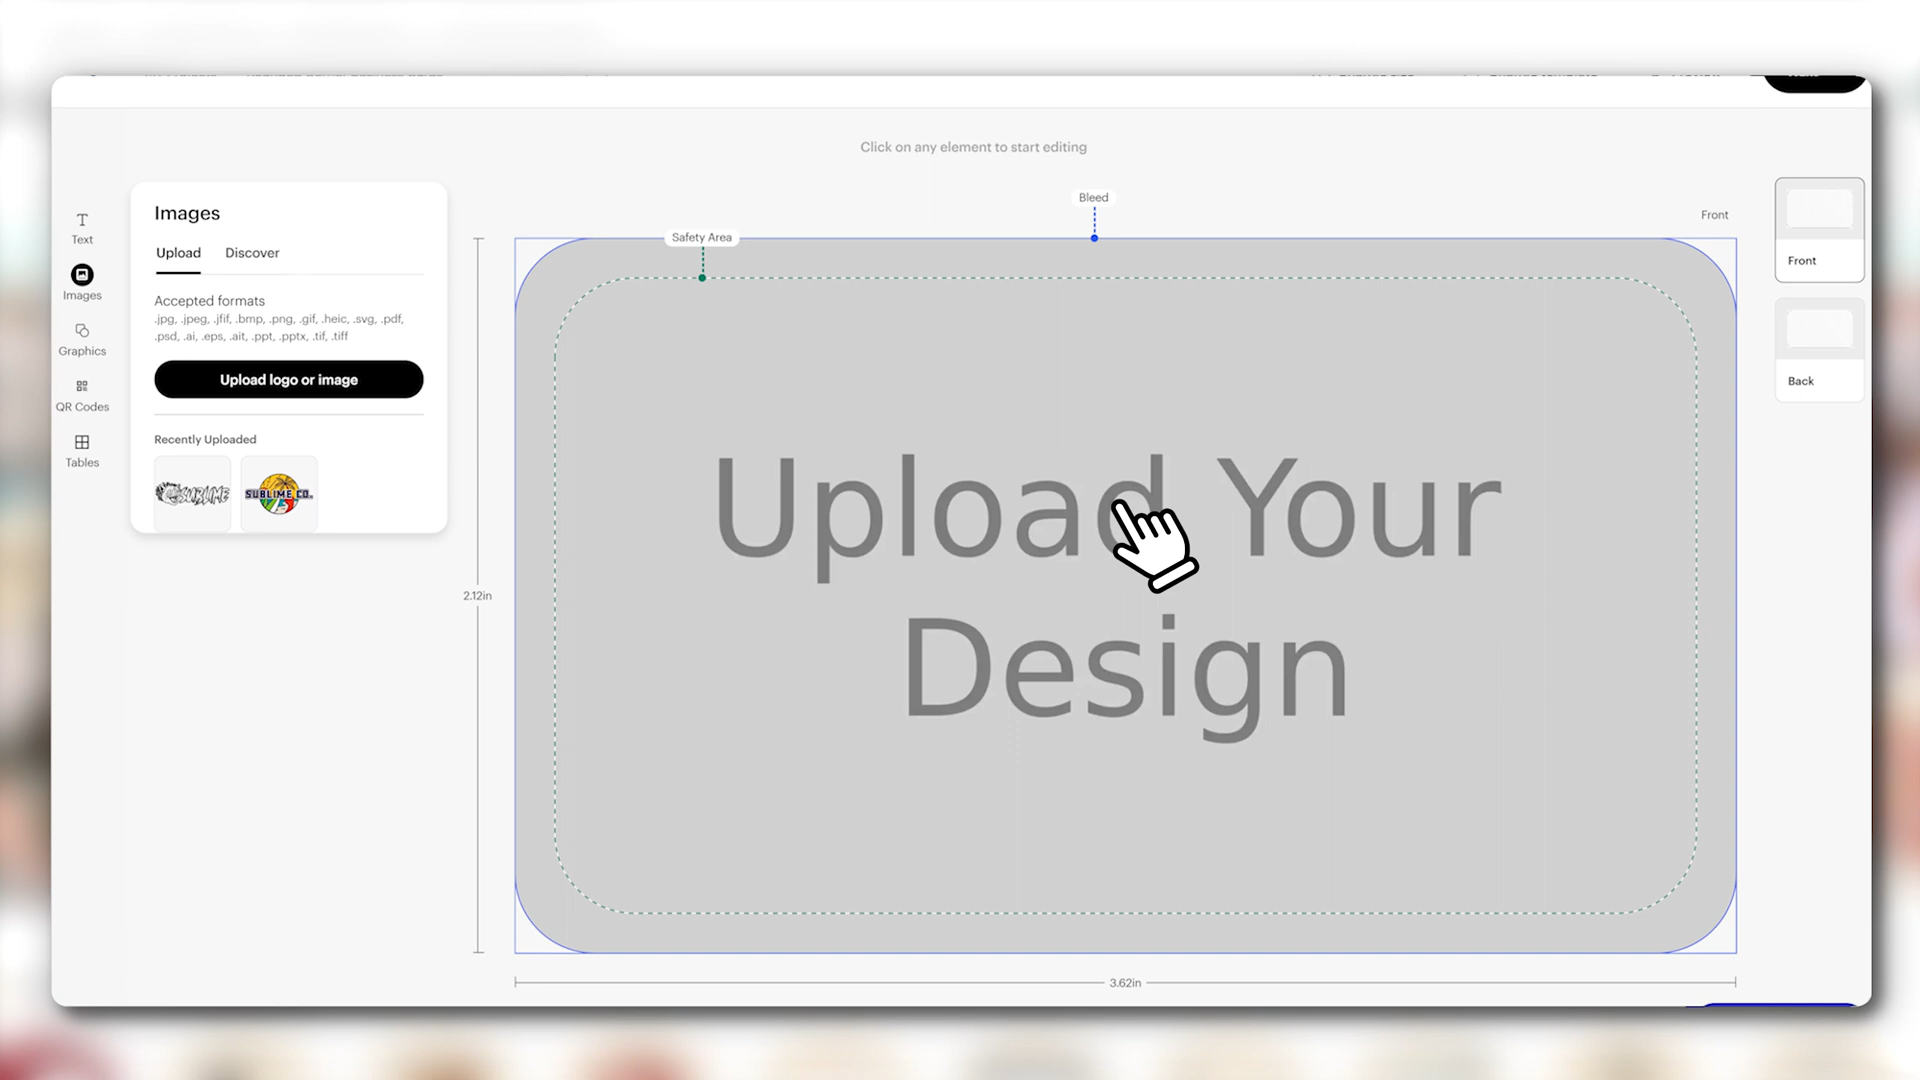 Click on any element to start editing
Text
Images
Graphics
QR Codes
Tables
Images
Upload Discover
Accepted formats
.jpg, .jpeg, .jfif, .bmp, .png, .gif, .heic, .svg, .pdf,
.psd, .ai, .eps, .ait, .ppt, .pptx, .tif, .tiff
Upload logo or image
Recently Uploaded
SUBLIME
SUBLIME CO.
Bleed
Safety Area
Front
Upload Your
Design
2.12in
3.62in
Front
Back